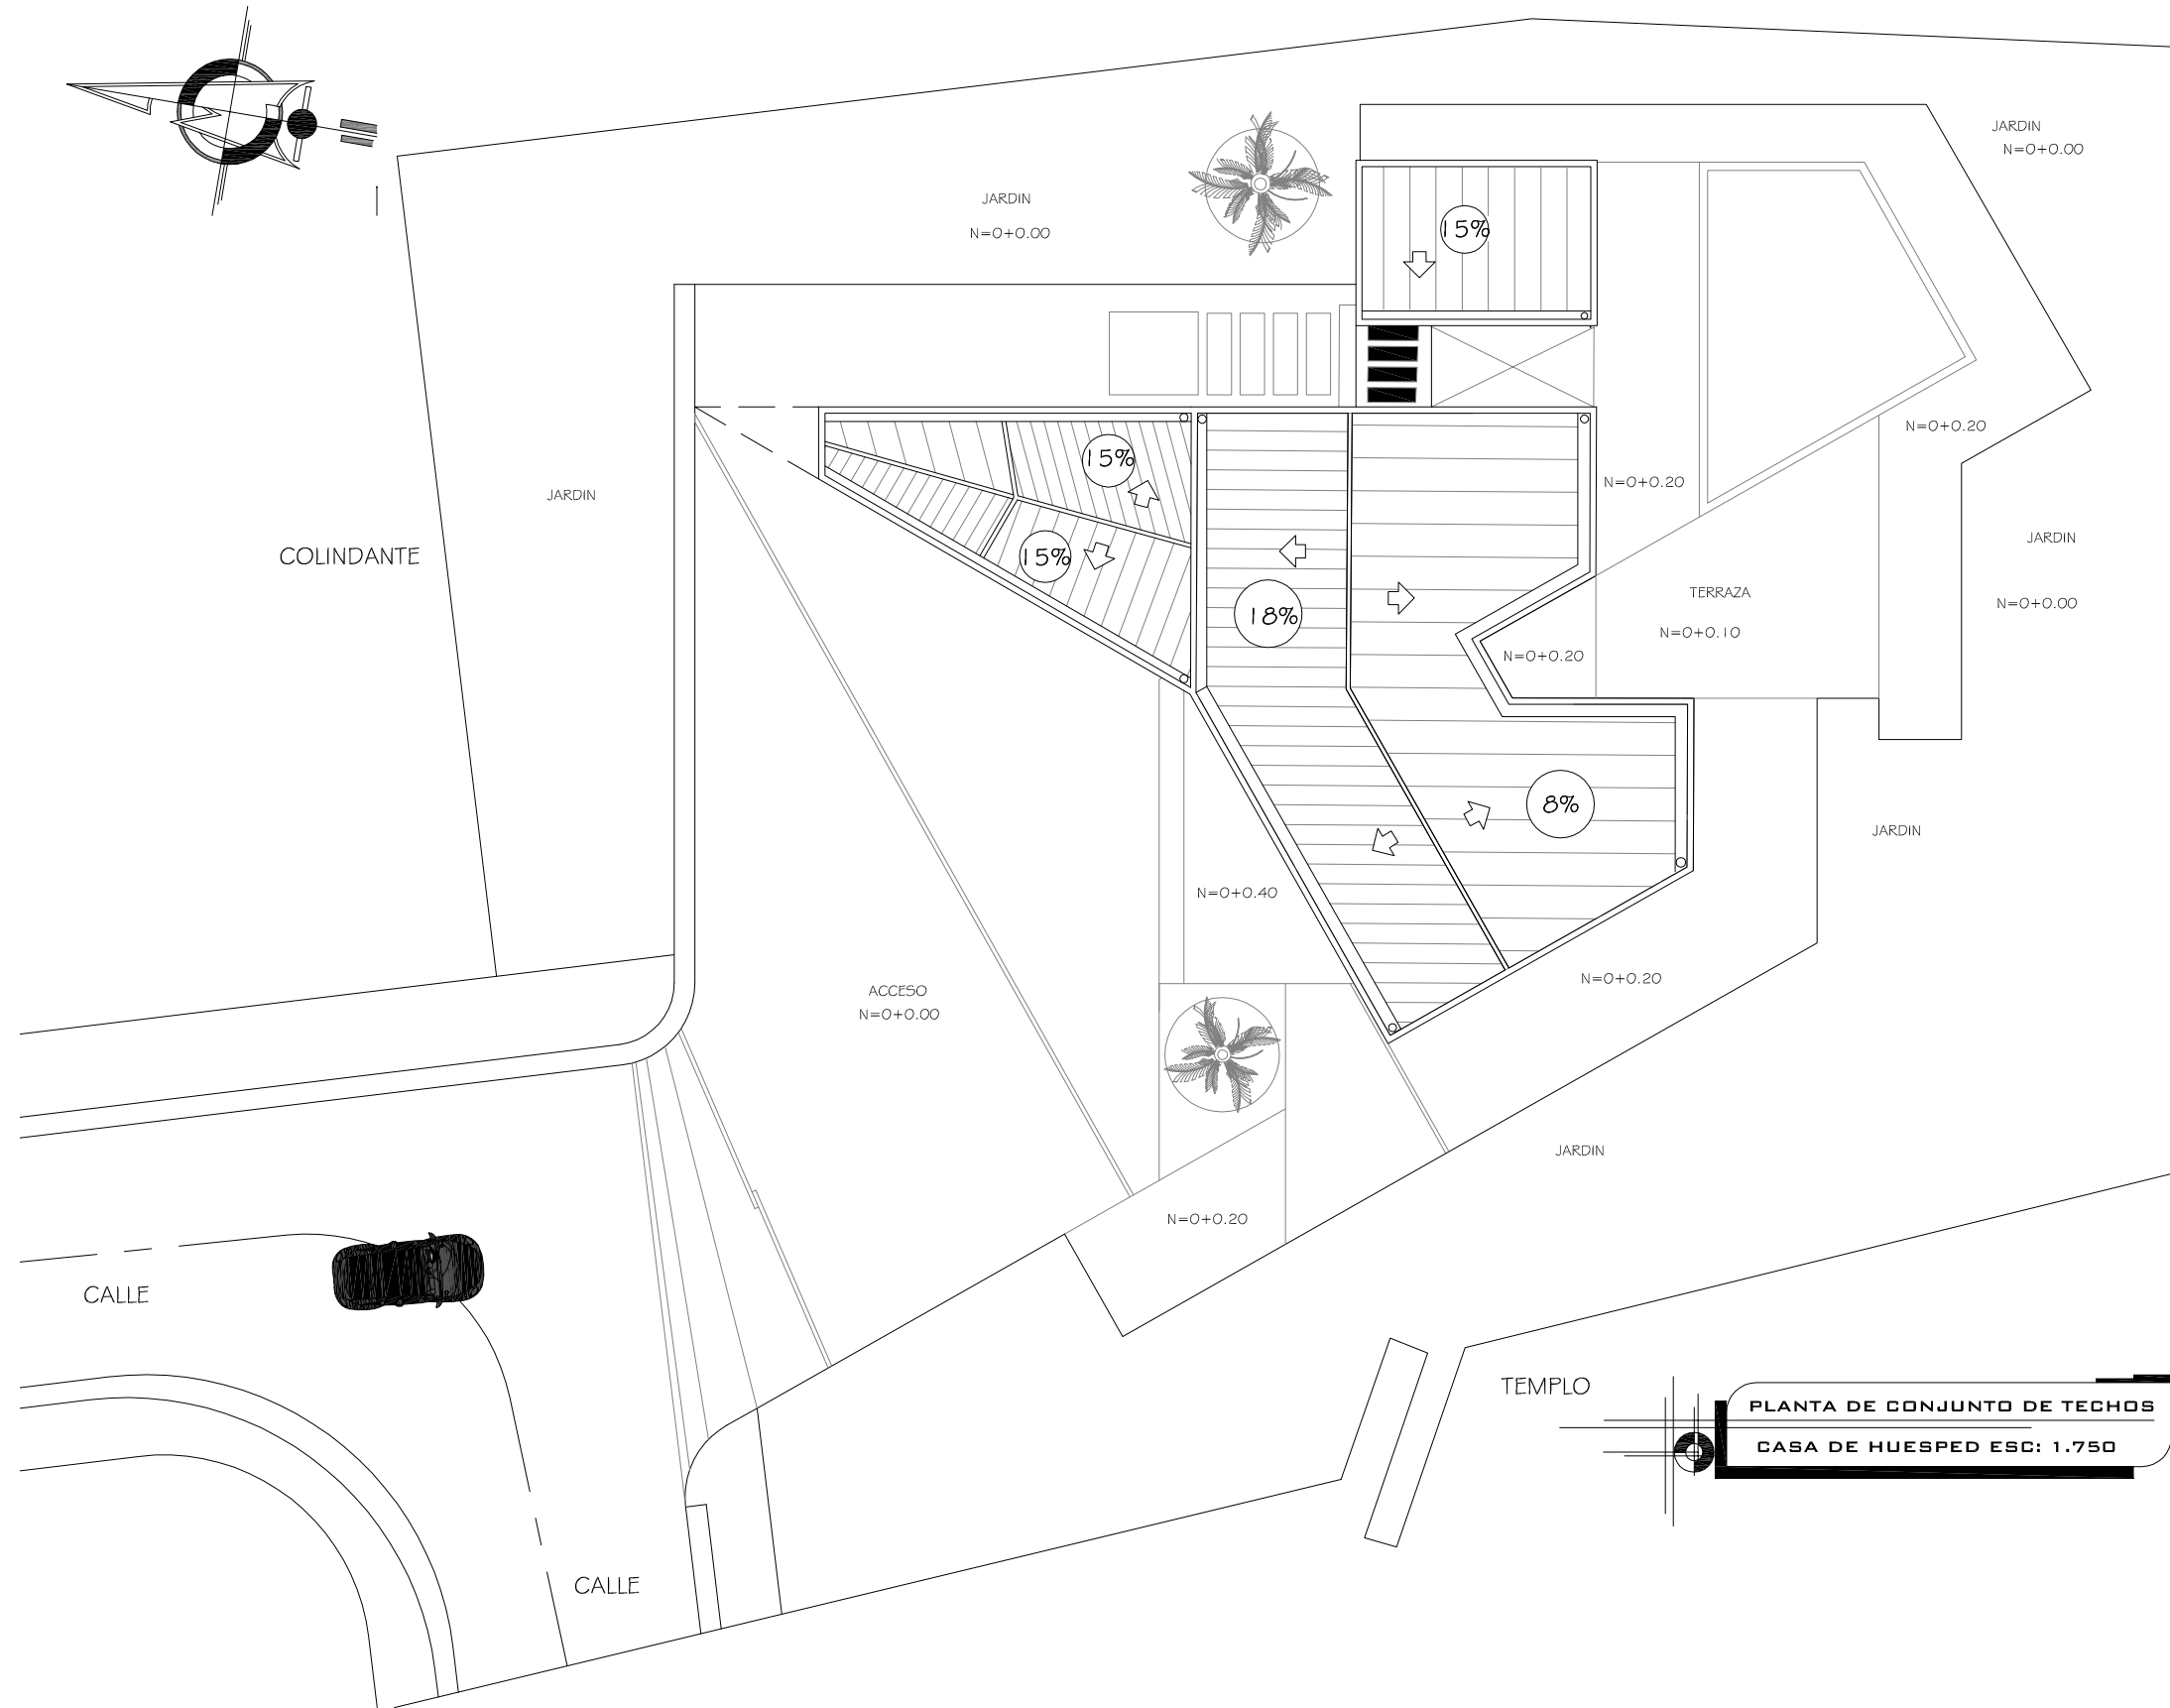 JARDIN
N=0+0.00
JARDIN
N=0+0.00
15%
N=0+0.20
15%
N=0+0.20
JARDIN
COLINDANTE
15%
JARDIN
N=0+0.00
TERRAZA
N=0+0.10
18%
N=0+0.20
8%
JARDIN
N=0+0.40
N=0+0.20
ACCESO
N=0+0.00
JARDIN
N=0+0.20
CALLE
TEMPLO
PLANTA DE CONJUNTO DE TECHOS
CASA DE HUESPED ESC: 1.750
CALLE